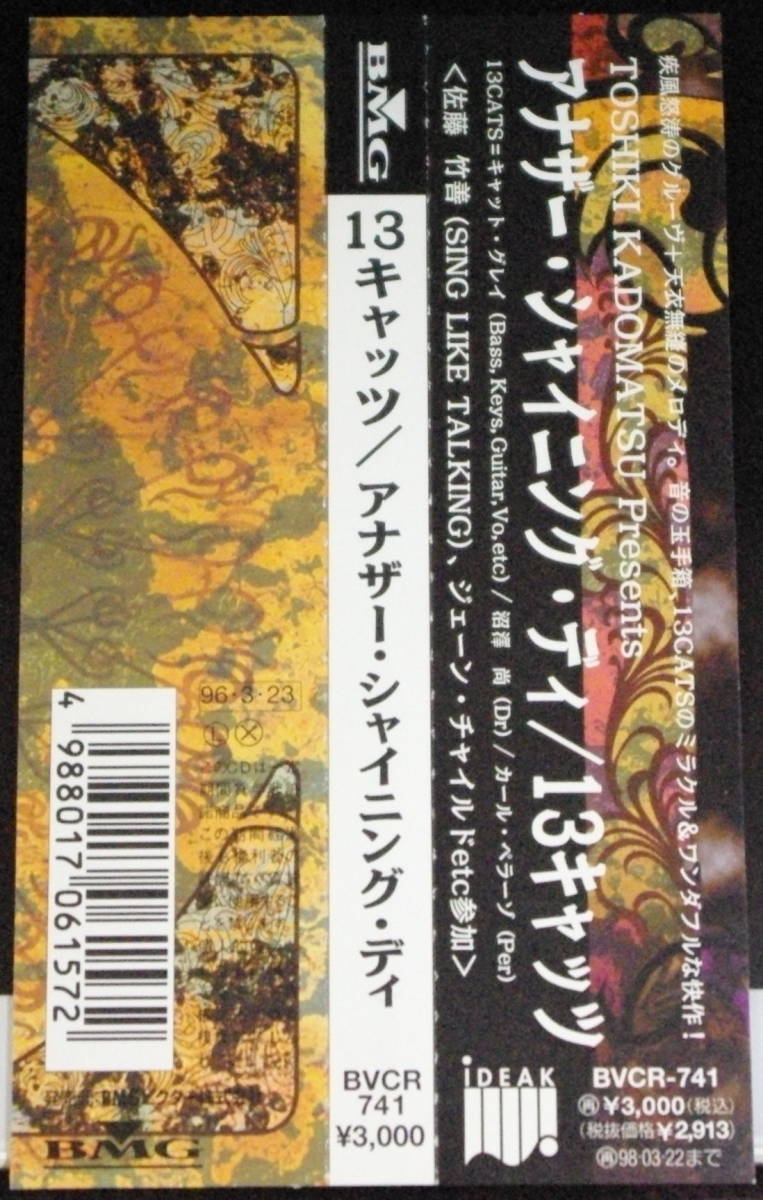 疾風怒涛のグルーヴ+天衣無縫のメロディ。音の玉手箱、13CATSのミラクル&ワンダフルな快作!
TOSHIKI KADOMATSU Presents
アナザー・シャイニング・ディ/13キャッツ
13CATS=キャット・グレイ (Bass, Keys, Guitar, Vo, etc) / 沼澤 尚 (Dr) / カール・ペラーゾ (Per)
<佐藤 竹善 (SING LIKE TALKING)、ジェーン・チャイルドetc参加>
iDEAK
BVCR-741
㊞¥3,000(税込)
(税抜価格¥2,913)
98・03・22まで
BMG
13キャッツ/アナザー・シャイニング・ディ
BVCR
741
¥3,000
96・3・23
Ⓛ Ⓧ
このCDは
4 988017 061572
BMG